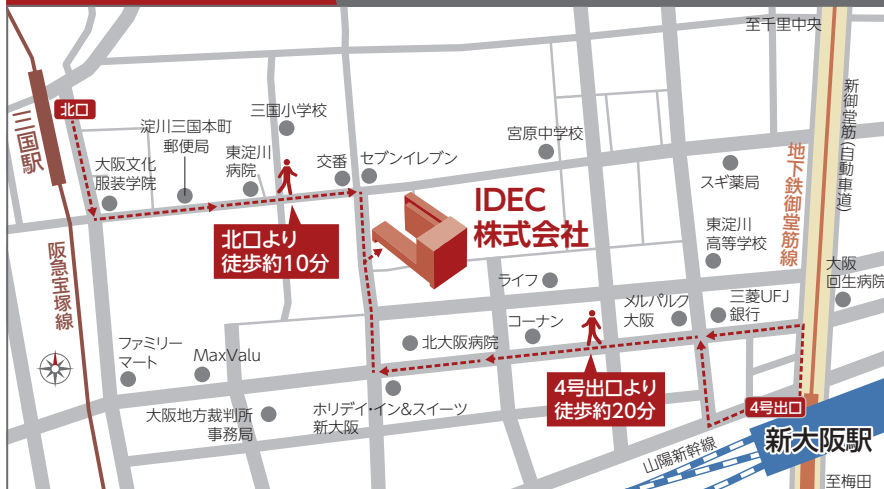 至千里中央
北口
三国駅
淀川三国本町
郵便局
三国小学校
大阪文化
服装学院
東淀川
病院
交番
セブンイレブン
宮原中学校
スギ薬局
新御堂筋(自動車道)
地下鉄御堂筋線
IDEC
株式会社
北口より
徒歩約10分
東淀川
高等学校
大阪
回生病院
阪急宝塚線
ライフ
コーナン
メルパルク
大阪
三菱UFJ
銀行
ファミリー
マート
MaxValu
北大阪病院
4号出口より
徒歩約20分
ホリデイ・イン&スイーツ
新大阪
大阪地方裁判所
事務局
4号出口
新大阪駅
山陽新幹線
至梅田